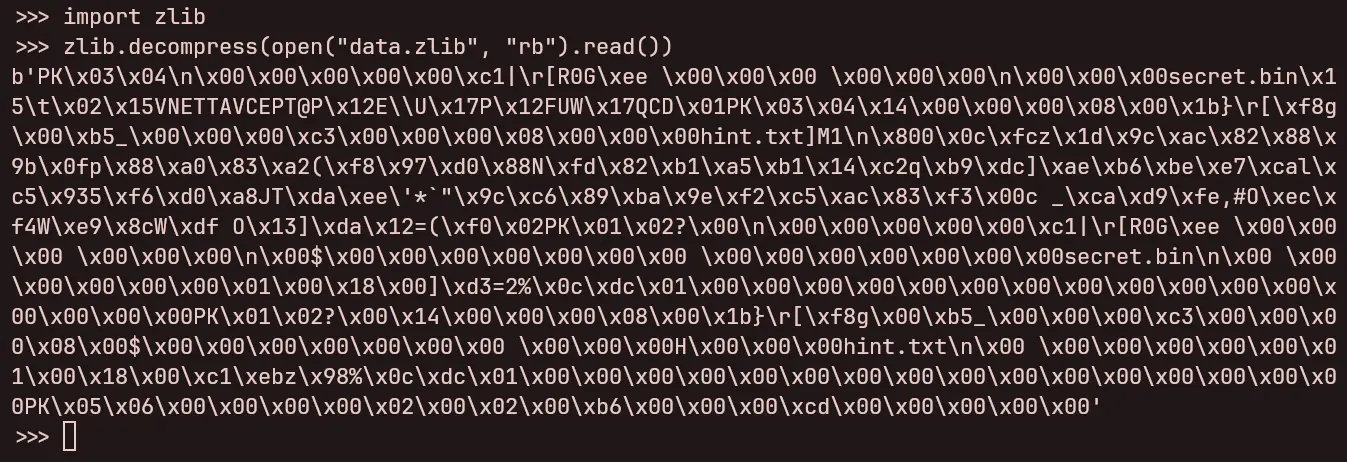 >>> import zlib
>>> zlib.decompress(open("data.zlib", "rb").read())
b'PK\x03\x04\n\x00\x00\x00\x00\x00\xc1|\r[R0G\xee \x00\x00\x00 \x00\x00\x00\n\x00\x00\x00secret.bin\x1
5\t\x02\x15VNETTAVCEPT@P\x12E\\U\x17P\x12FUW\x17QCD\x01PK\x03\x04\x14\x00\x00\x00\x08\x00\x1b}\r[\xf8g
\x00\xb5_\x00\x00\x00\xc3\x00\x00\x00\x08\x00\x00\x00hint.txt]M1\n\x800\x0c\xfcz\x1d\x9c\xac\x82\x88\x
9b\x0fp\x88\xa0\x83\xa2(\xf8\x97\xd0\x88N\xfd\x82\xb1\xa5\xb1\x14\xc2q\xb9\xdc]\xae\xb6\xbe\xe7\xcal\x
c5\x935\xf6\xd0\xa8JT\xda\xee\'*`"\x9c\xc6\x89\xba\x9e\xf2\xc5\xac\x83\xf3\x00c _\xca\xd9\xfe,#O\xec\x
f4W\xe9\x8cW\xdf O\x13]\xda\x12=(\xf0\x02PK\x01\x02?\x00\n\x00\x00\x00\x00\x00\xc1|\r[R0G\xee \x00\x00
\x00 \x00\x00\x00\n\x00$\x00\x00\x00\x00\x00\x00\x00 \x00\x00\x00\x00\x00\x00\x00secret.bin\n\x00 \x00
\x00\x00\x00\x00\x01\x00\x18\x00]\xd3=2%\x0c\xdc\x01\x00\x00\x00\x00\x00\x00\x00\x00\x00\x00\x00\x00\x
00\x00\x00\x00PK\x01\x02?\x00\x14\x00\x00\x00\x08\x00\x1b}\r[\xf8g\x00\xb5_\x00\x00\x00\xc3\x00\x00\x0
0\x08\x00$\x00\x00\x00\x00\x00\x00\x00 \x00\x00\x00H\x00\x00\x00hint.txt\n\x00 \x00\x00\x00\x00\x00\x0
1\x00\x18\x00\xc1\xebz\x98%\x0c\xdc\x01\x00\x00\x00\x00\x00\x00\x00\x00\x00\x00\x00\x00\x00\x00\x00\x0
0PK\x05\x06\x00\x00\x00\x00\x02\x00\x02\x00\xb6\x00\x00\x00\xcd\x00\x00\x00\x00\x00'
>>>